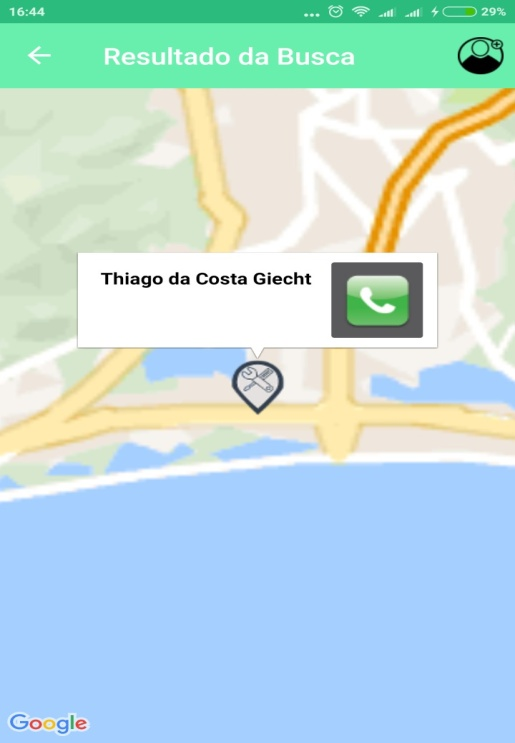 16:44
29%
Resultado da Busca
Thiago da Costa Giecht
Google